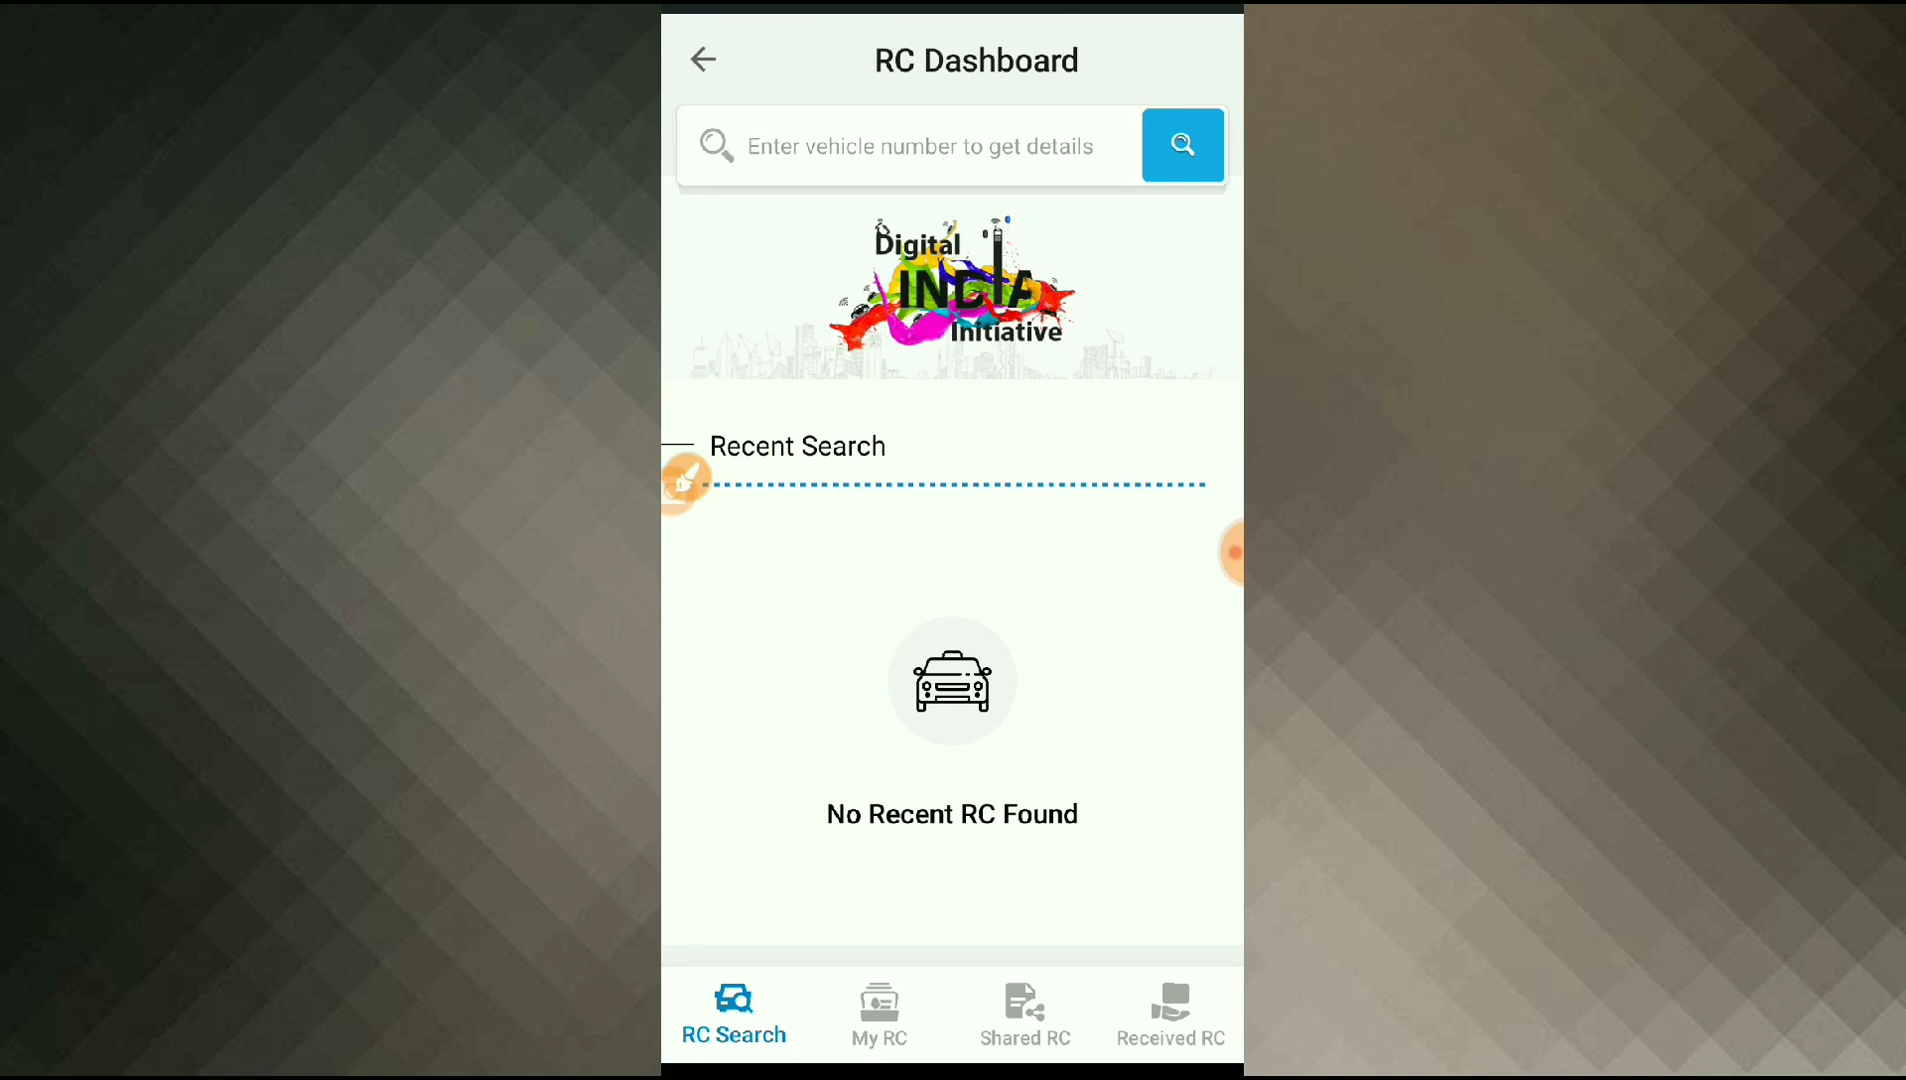 RC Dashboard
Enter vehicle number to get details
Digital
INDIA
Initiative
Recent Search
No Recent RC Found
RC Search
My RC
Shared RC
Received RC